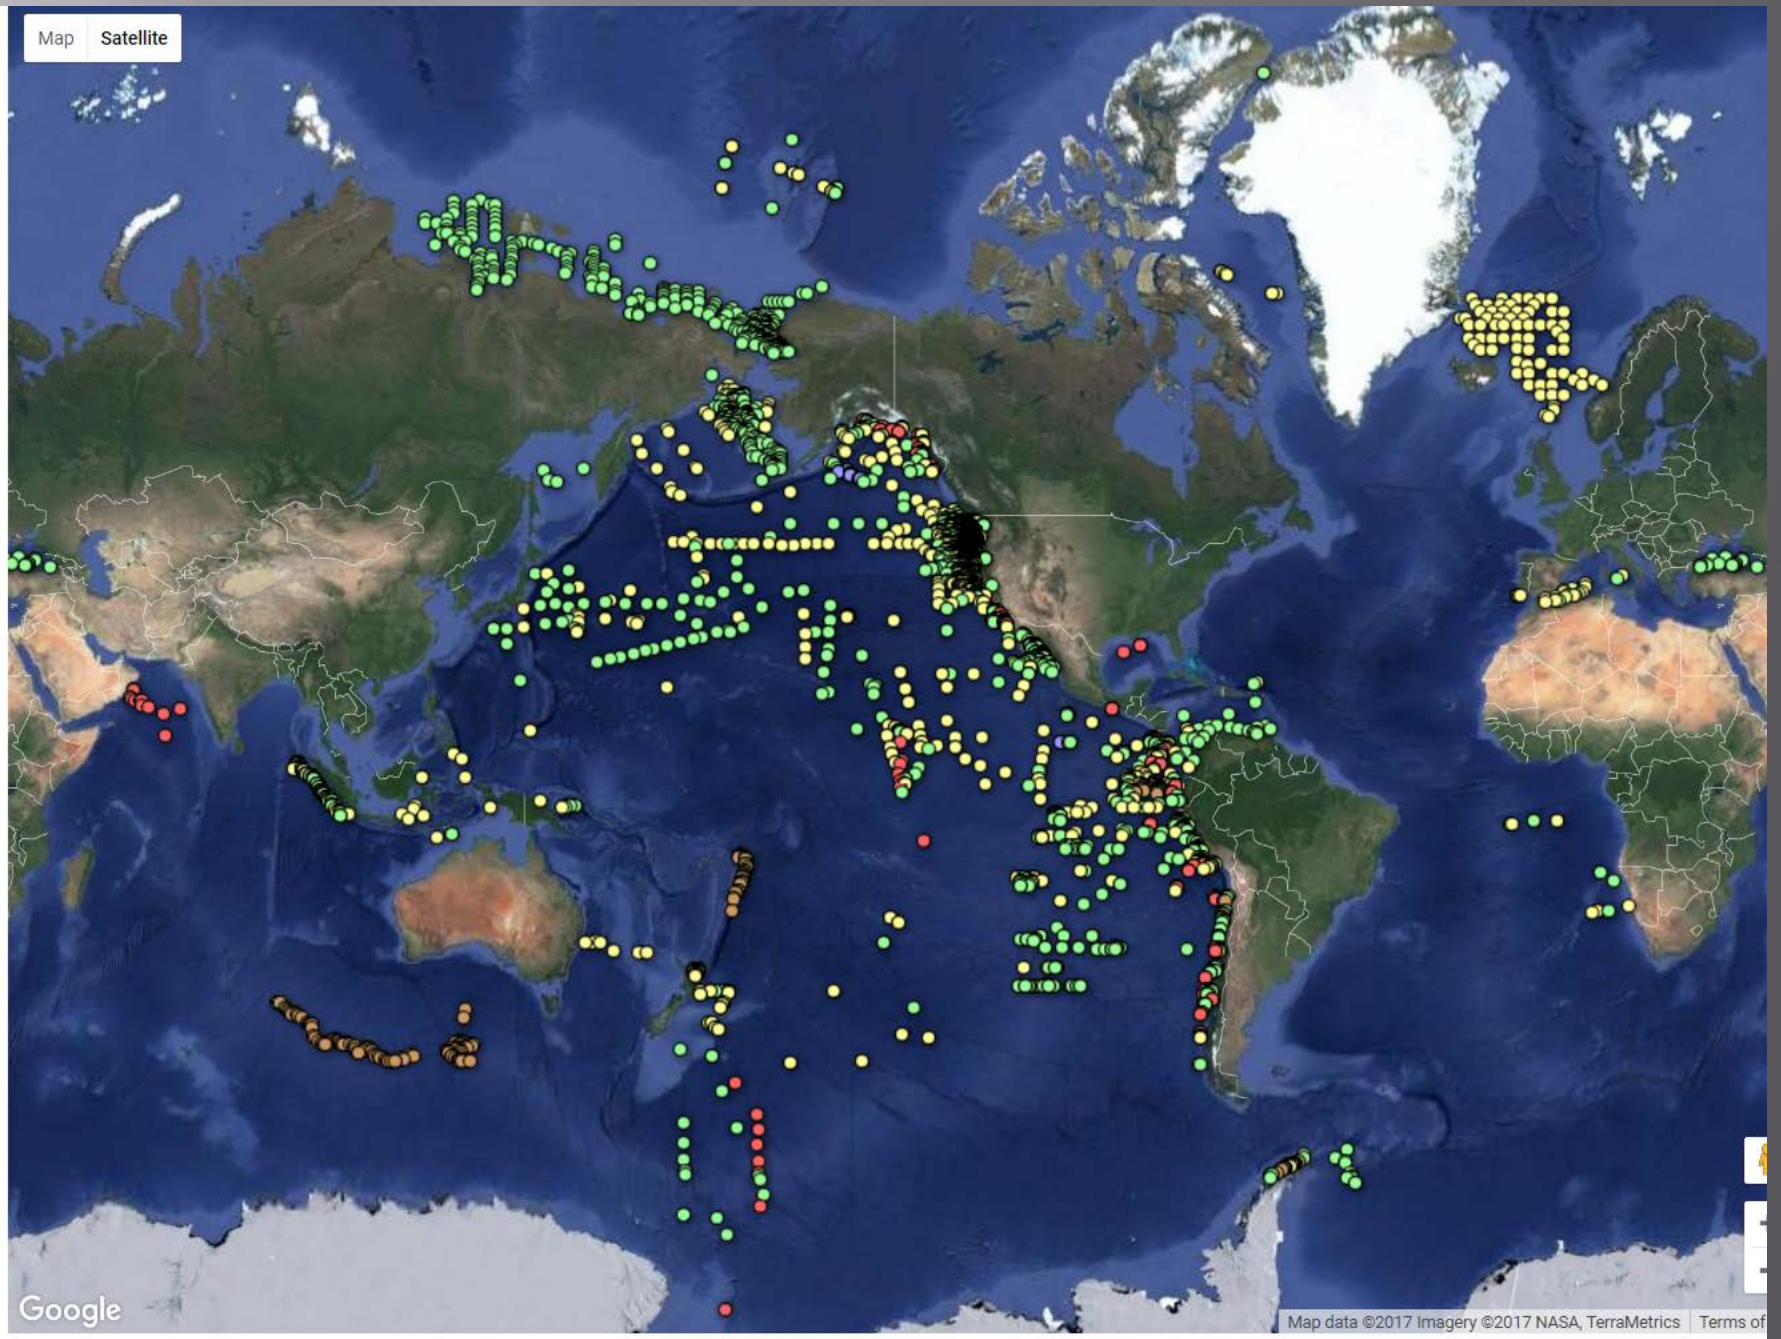 Map Satellite
Google
Map data ©2017 Imagery ©2017 NASA, TerraMetrics Terms of